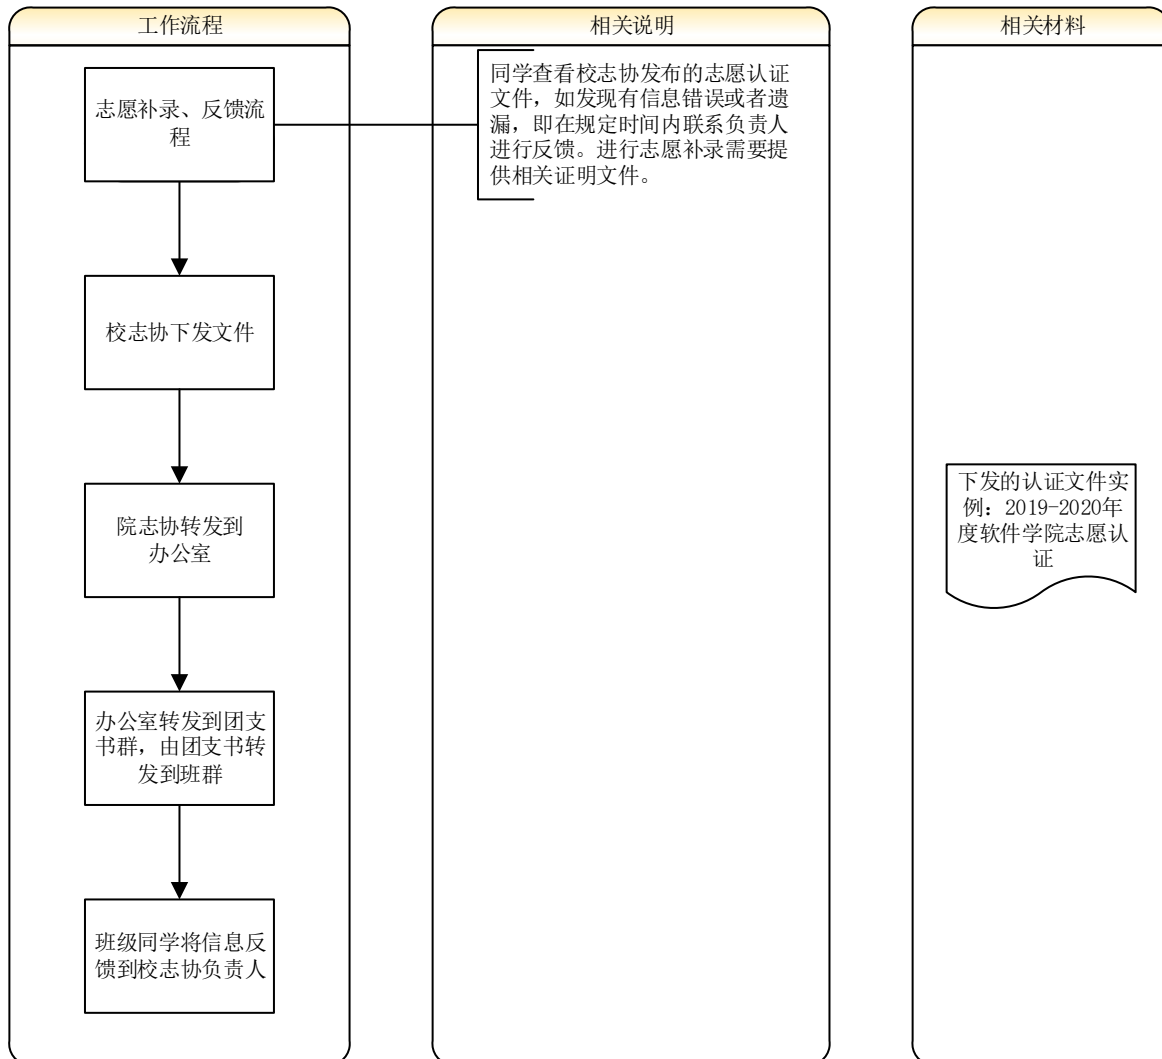 工作流程
相关说明
相关材料
志愿补录、反馈流
程
同学查看校志协发布的志愿认证
文件，如发现有信息错误或者遗
漏，即在规定时间内联系负责人
进行反馈。进行志愿补录需要提
供相关证明文件。
校志协下发文件
院志协转发到
办公室
下发的认证文件实
例：2019-2020年
度软件学院志愿认
证
办公室转发到团支
书群，由团支书转
发到班群
班级同学将信息反
馈到校志协负责人